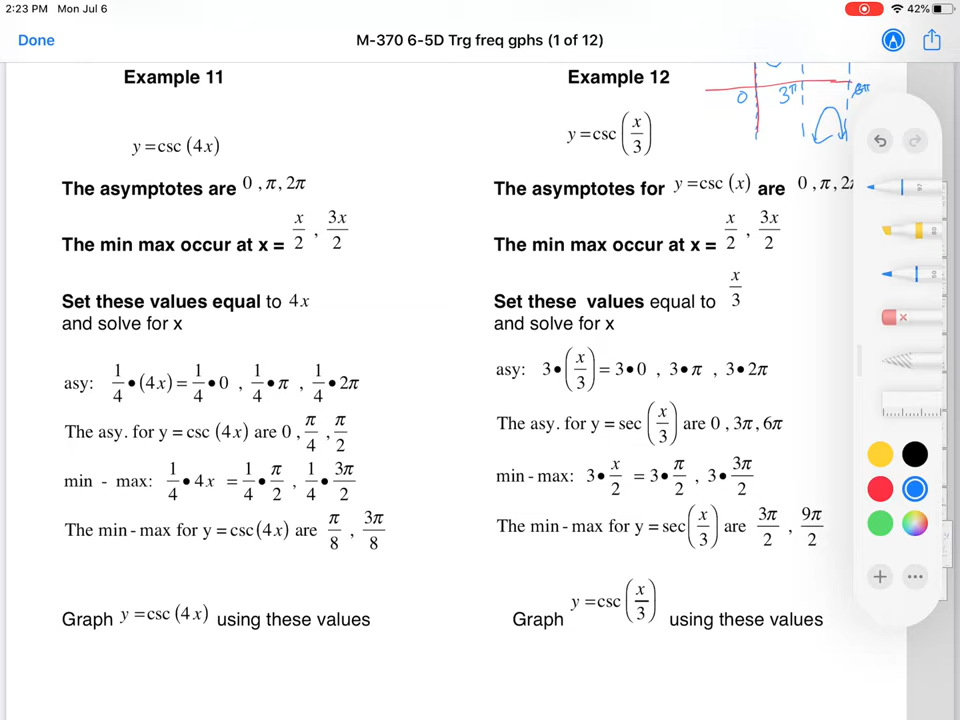 2:23 PM Mon Jul 6 42%
Done M-370 6-5D Trg freq gphs (1 of 12)
Example 11
y = csc (4x)
The asymptotes are 0 , π, 2π
The min max occur at x = x/2 , 3x/2
Set these values equal to 4x
and solve for x
asy: 1/4 • (4x) = 1/4 • 0 , 1/4 • π , 1/4 • 2π
The asy. for y = csc (4x) are 0 , π/4 , π/2
min - max: 1/4 • 4x = 1/4 • π/2 , 1/4 • 3π/2
The min - max for y = csc(4x) are π/8 , 3π/8
Graph y = csc (4x) using these values
Example 12
0 3π
y = csc (x/3)
The asymptotes for y = csc (x) are 0 , π, 2
The min max occur at x = x/2 , 3x/2
Set these values equal to x/3
and solve for x
asy: 3 • (x/3) = 3 • 0 , 3 • π , 3 • 2π
The asy. for y = sec (x/3) are 0 , 3π, 6π
min - max: 3 • x/2 = 3 • π/2 , 3 • 3π/2
The min - max for y = sec (x/3) are 3π/2 , 9π/2
Graph y = csc (x/3) using these values
97
80
50